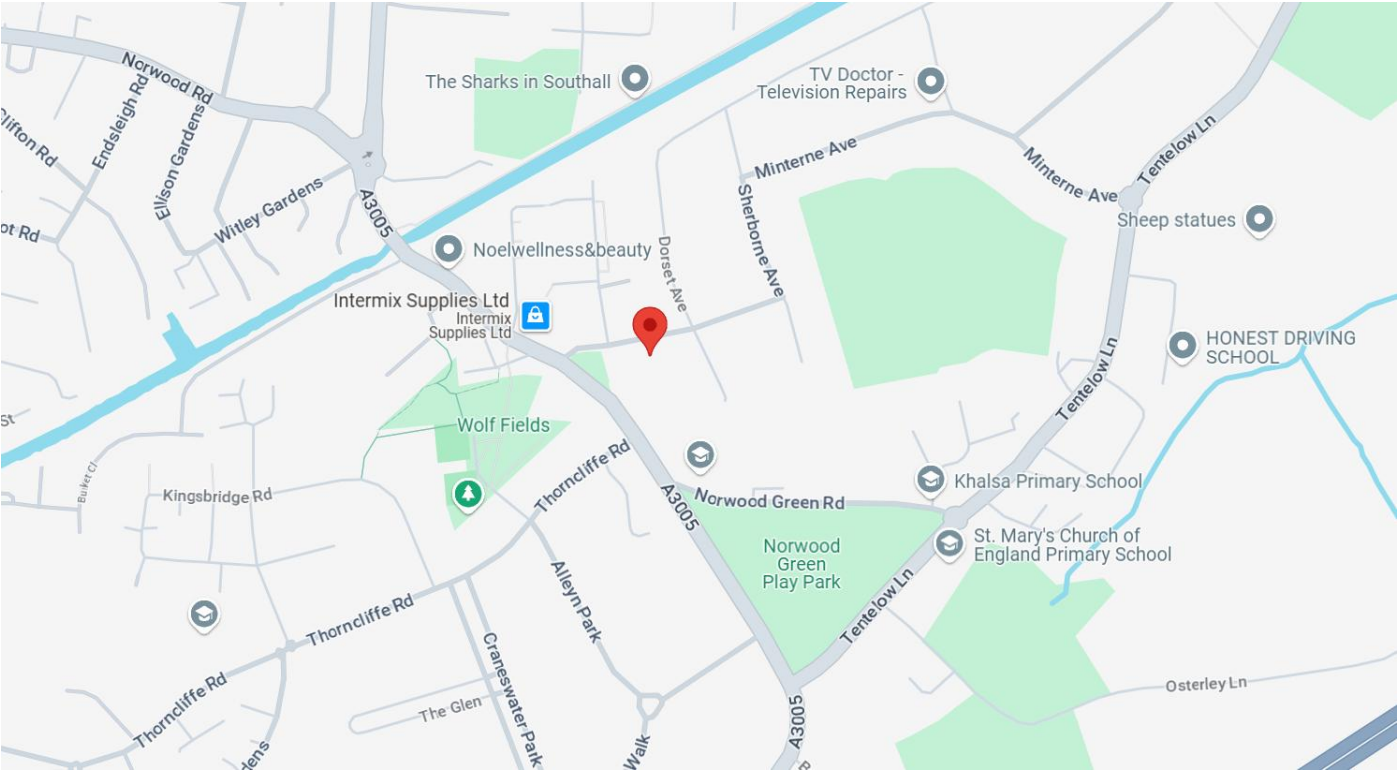 Norwood Rd
Endsleigh Rd
Ellison Gardens
Clifton Rd
ot Rd
Witley Gardens
A3005
The Sharks in Southall
TV Doctor -
Television Repairs
Minterne Ave
Minterne Ave
Tentelow Ln
Sherborne Ave
Dorset Ave
Sheep statues
Noelwellness&beauty
Intermix Supplies Ltd
Intermix
Supplies Ltd
HONEST DRIVING
SCHOOL
Tentelow Ln
St
Wolf Fields
Thorncliffe Rd
Kingsbridge Rd
A3005
Norwood Green Rd
Khalsa Primary School
St. Mary's Church of
England Primary School
Norwood
Green
Play Park
Tentelow Ln
Alleyn Park
Thorncliffe Rd
Craneswater Park
The Glen
Thorncliffe Rd
Osterley Ln
A3005
Walk
dens